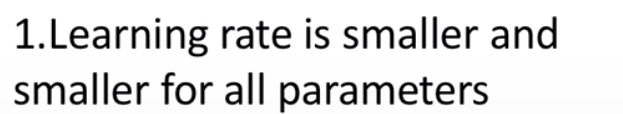 1.Learning rate is smaller and
smaller for all parameters